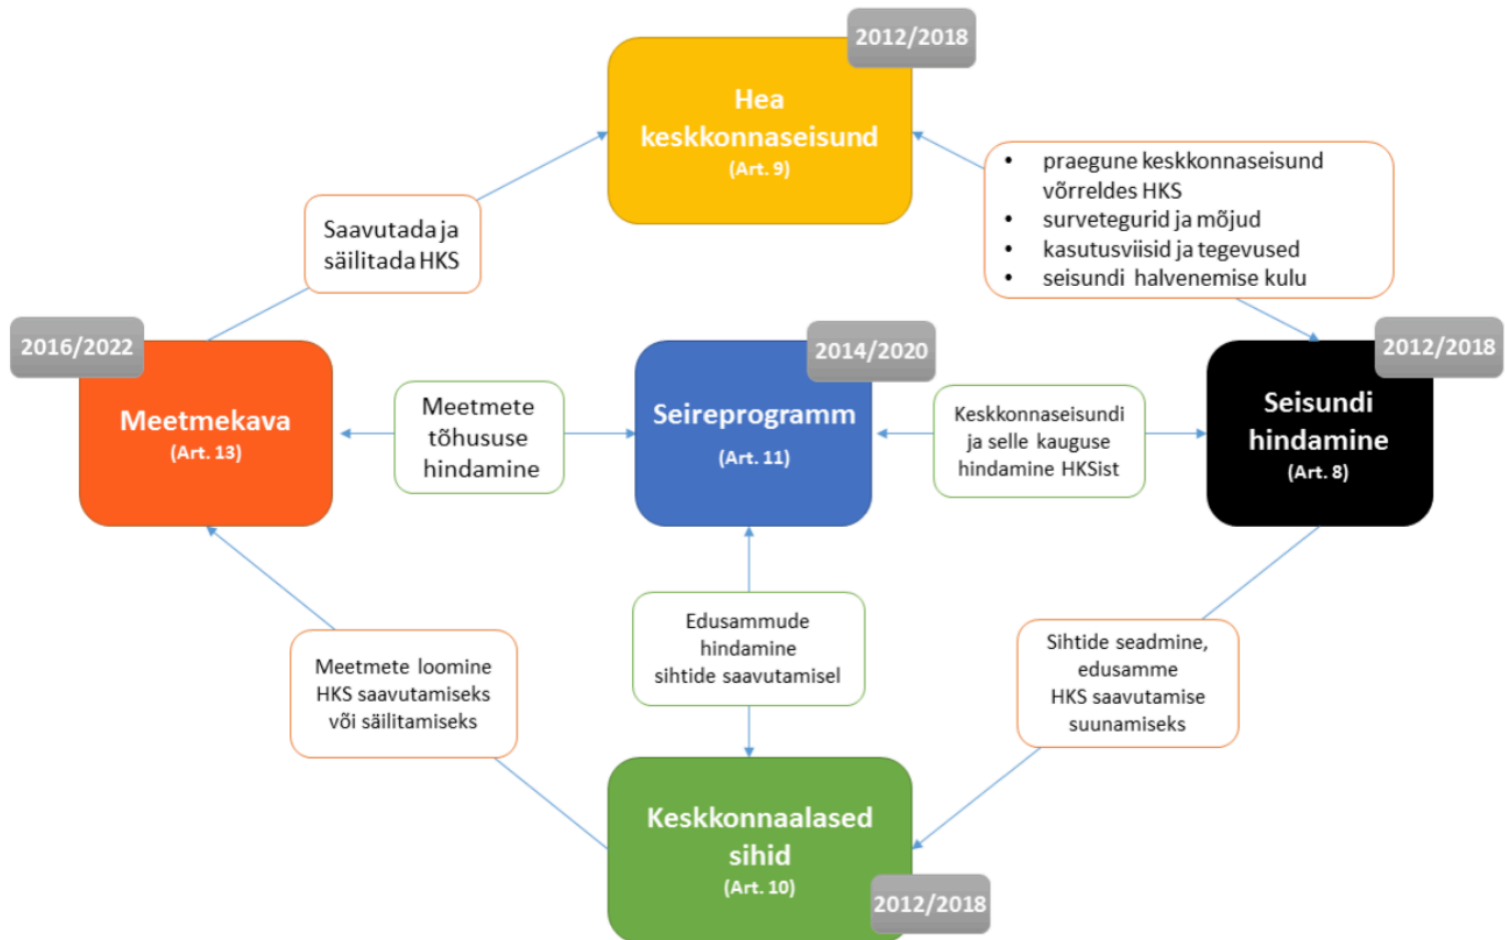 2012/2018
Hea
keskkonnaseisund
(Art. 9)
• praegune keskkonnaseisund
võrreldes HKS
• survetegurid ja mõjud
• kasutusviisid ja tegevused
• seisundi halvenemise kulu
Saavutada ja
säilitada HKS
2016/2022
Meetmekava
(Art. 13)
Meetmete
tõhususe
hindamine
2014/2020
Seireprogramm
(Art. 11)
Keskkonnaseisundi
ja selle kauguse
hindamine HKSist
2012/2018
Seisundi
hindamine
(Art. 8)
Meetmete loomine
HKS saavutamiseks
või säilitamiseks
Edusammude
hindamine
sihtide saavutamisel
Sihtide seadmine,
edusamme
HKS saavutamise
suunamiseks
Keskkonnaalased
sihid
(Art. 10)
2012/2018